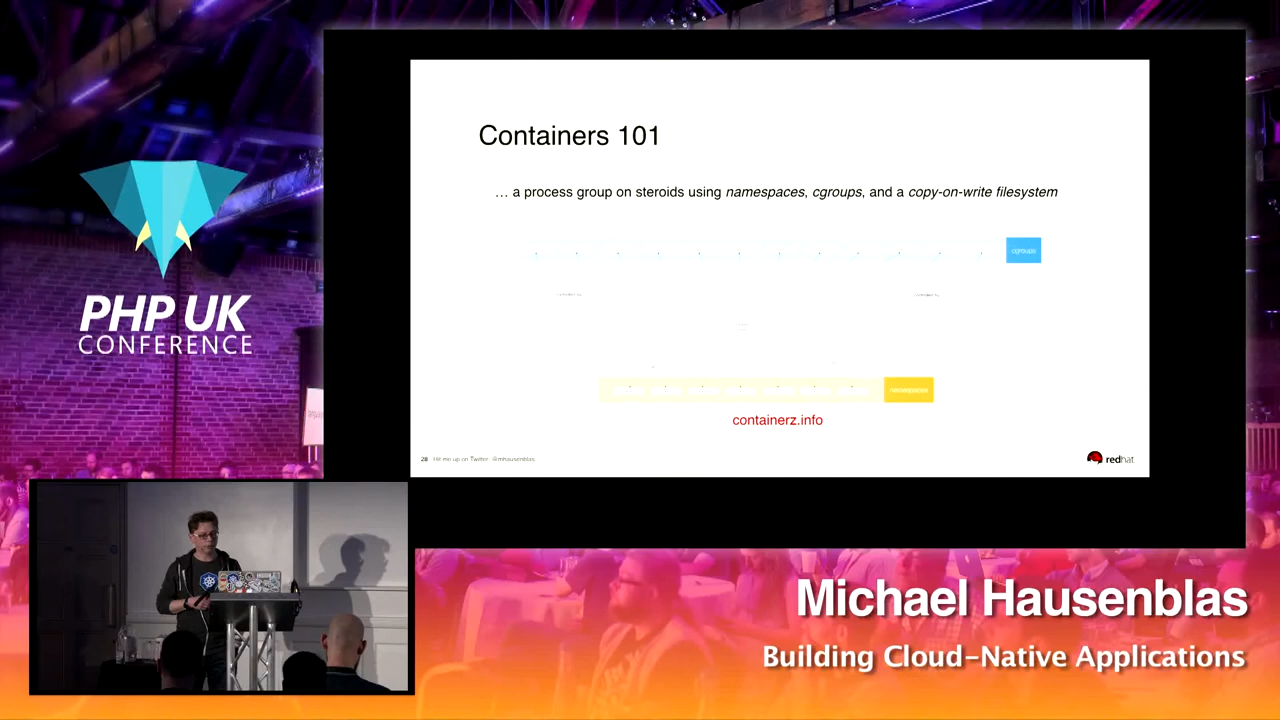 PHP UK
CONFERENCE
Containers 101
… a process group on steroids using namespaces, cgroups, and a copy-on-write filesystem
cgroups
namespaces
containerz.info
28 Hit me up on Twitter: @mhausenblas
redhat
Michael Hausenblas
Building Cloud-Native Applications